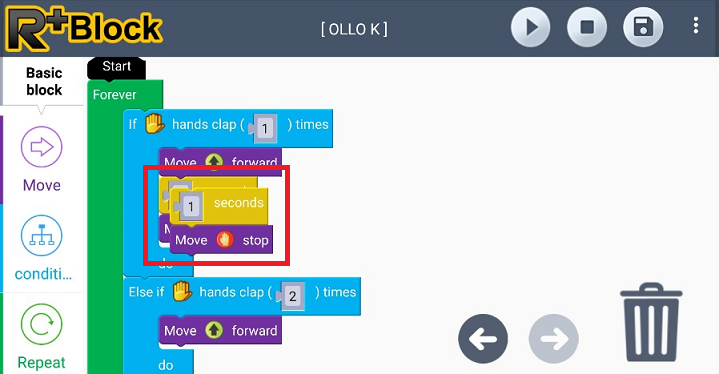 R+Block
[ OLLO K ]
Basic
block
Move
conditi...
Repeat
Start
Forever
If hands clap ( 1 ) times
Move forward
1 seconds
Move stop
do
Else if hands clap ( 2 ) times
Move forward
do